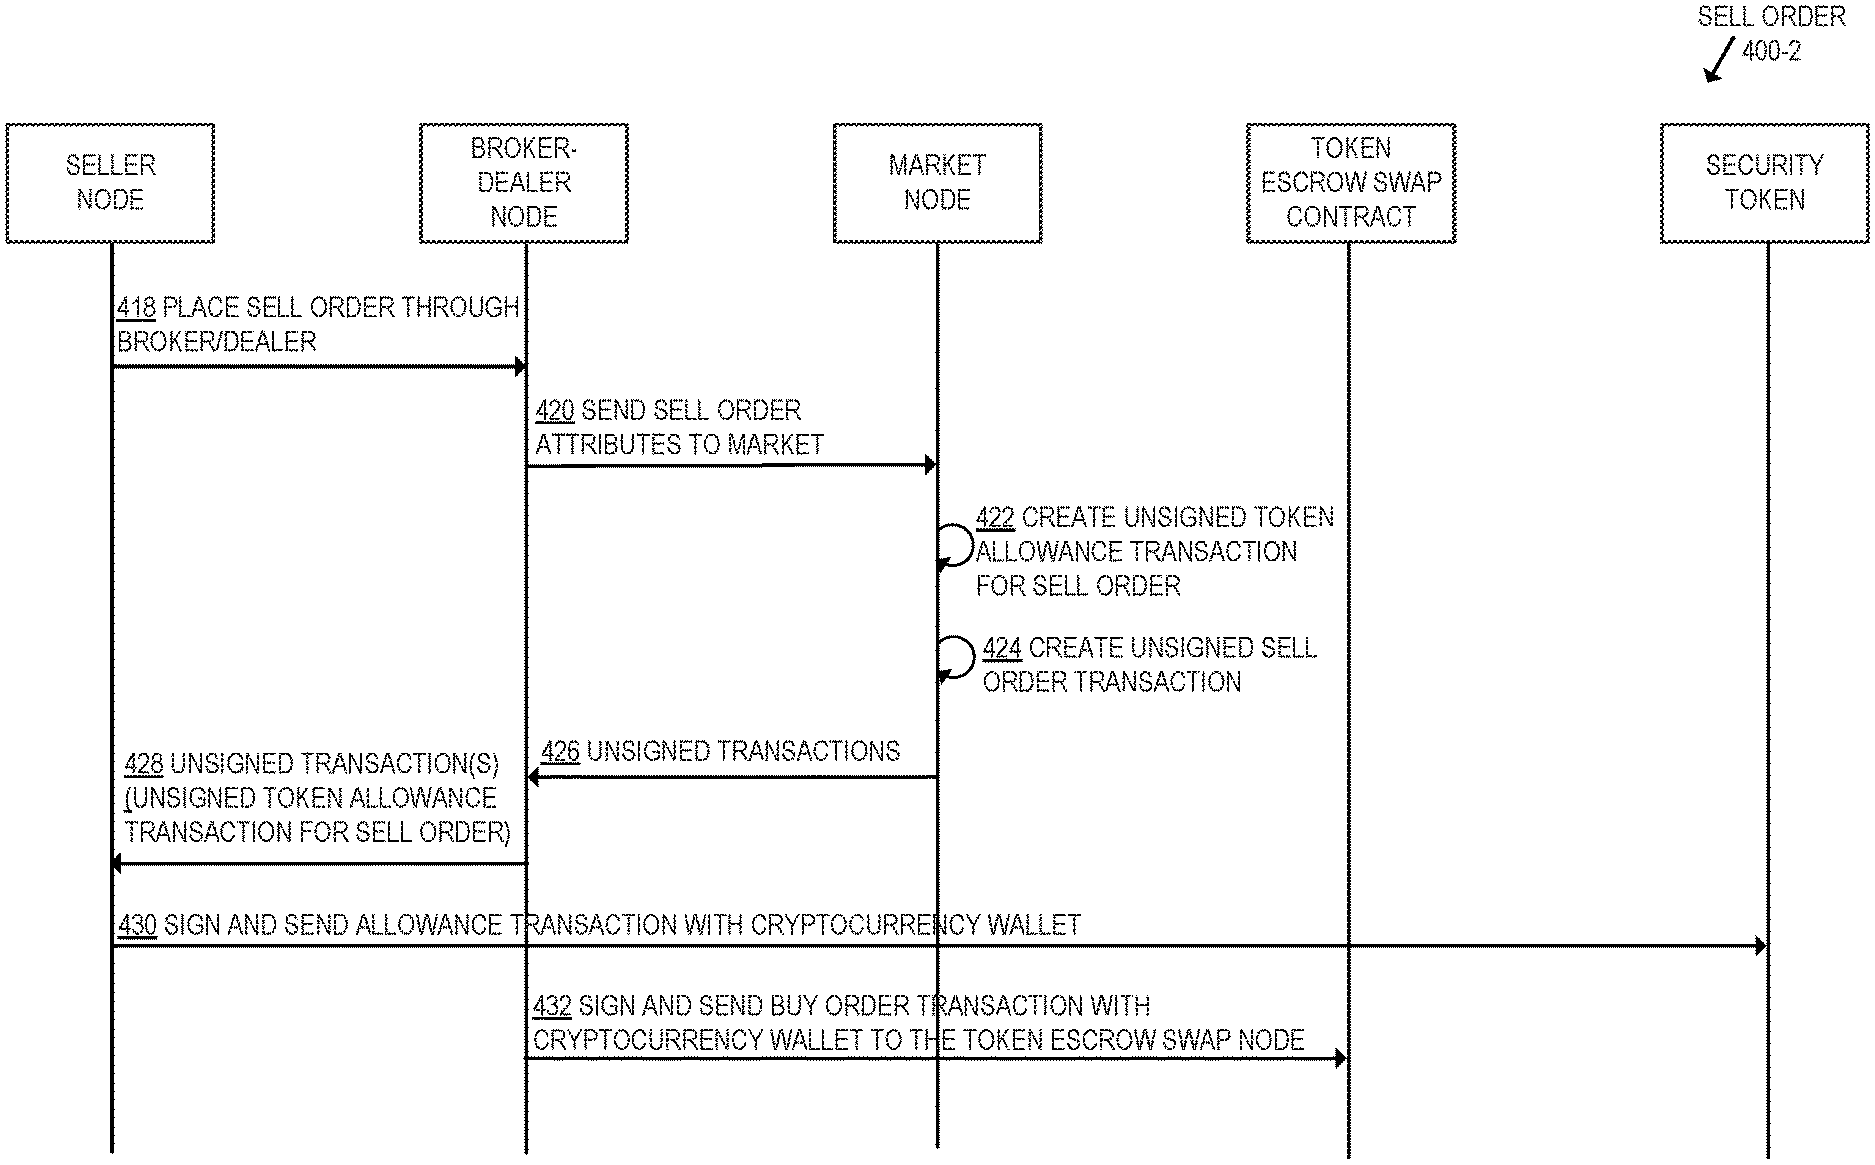 SELL ORDER
400-2
SELLER
NODE
BROKER-
DEALER
NODE
MARKET
NODE
TOKEN
ESCROW SWAP
CONTRACT
SECURITY
TOKEN
418 PLACE SELL ORDER THROUGH
BROKER/DEALER
420 SEND SELL ORDER
ATTRIBUTES TO MARKET
422 CREATE UNSIGNED TOKEN
ALLOWANCE TRANSACTION
FOR SELL ORDER
424 CREATE UNSIGNED SELL
ORDER TRANSACTION
426 UNSIGNED TRANSACTIONS
428 UNSIGNED TRANSACTION(S)
(UNSIGNED TOKEN ALLOWANCE
TRANSACTION FOR SELL ORDER)
430 SIGN AND SEND ALLOWANCE TRANSACTION WITH CRYPTOCURRENCY WALLET
432 SIGN AND SEND BUY ORDER TRANSACTION WITH
CRYPTOCURRENCY WALLET TO THE TOKEN ESCROW SWAP NODE